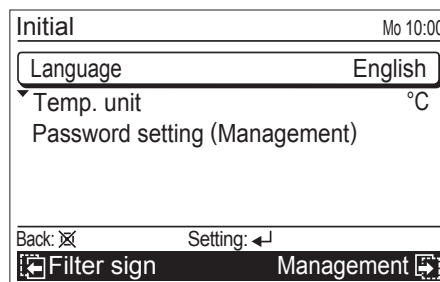 Initial Mo 10:00
Language English
Temp. unit °C
Password setting (Management)
Back: Setting:
Filter sign Management